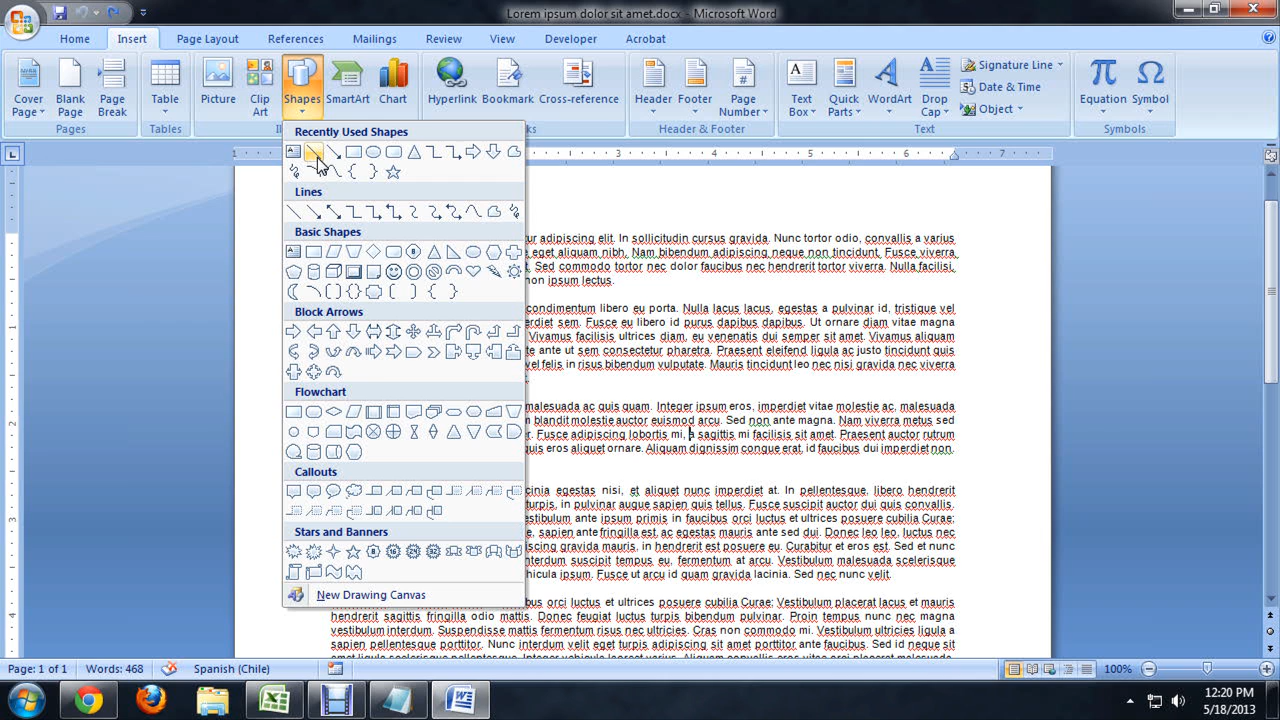 Lorem ipsum dolor sit amet.docx - Microsoft Word
Home Insert Page Layout References Mailings Review View Developer Acrobat
Cover Page
Blank Page
Page Break
Table
Picture
Clip Art
Shapes
SmartArt
Chart
Hyperlink
Bookmark
Cross-reference
Header
Footer
Page Number
Text Box
Quick Parts
WordArt
Drop Cap
Signature Line
Date & Time
Object
Equation
Symbol
Pages
Header & Footer
Text
Symbols
Recently Used Shapes
Lines
Basic Shapes
Block Arrows
Flowchart
Callouts
Stars and Banners
New Drawing Canvas
1 3 4 5 6 7
1
2
3
4
adipiscing elit. In sollicitudin cursus gravida. Nunc tortor odio, convallis a varius
eget aliquam nibh. Nam bibendum adipiscing neque non tincidunt. Fusce viverra
Sed commodo tortor nec dolor faucibus nec hendrerit tortor viverra. Nulla facilisi,
non ipsum lectus.
condimentum libero eu porta. Nulla lacus lacus, egestas a pulvinar id, tristique vel
erdiet sem. Fusce eu libero id purus dapibus dapibus. Ut ornare diam vitae magna
Vivamus facilisis ultrices diam, eu venenatis dui semper sit amet. Vivamus aliquam
te ante ut sem consectetur pharetra. Praesent eleifend ligula ac justo tincidunt quis
vel felis in risus bibendum vulputate. Mauris tincidunt leo nec nisi gravida nec viverra
malesuada ac quis quam. Integer ipsum eros, imperdiet vitae molestie ac, malesuada
m blandit molestie auctor euismod arcu. Sed non ante magna. Nam viverra metus sed
Fusce adipiscing lobortis mi, a sagittis mi facilisis sit amet. Praesent auctor rutrum
quis eros aliquet ornare. Aliquam dignissim congue erat, id faucibus dui imperdiet non.
cinia egestas nisi, et aliquet nunc imperdiet at. In pellentesque, libero hendrerit
turpis, in pulvinar augue sapien quis tellus. Fusce suscipit auctor dui quis convallis.
estibulum ante ipsum primis in faucibus orci luctus et ultrices posuere cubilia Curae;
e, sapien ante fringilla est, ac egestas mauris ante sed dui. Donec leo leo, luctus nec
piscing gravida mauris, in hendrerit est posuere eu. Curabitur et eros est. Sed et nunc
interdum suscipit tempus eu, fermentum at arcu. Vestibulum malesuada scelerisque
hicula ipsum. Fusce ut arcu id quam gravida lacinia. Sed nec nunc velit.
bus orci luctus et ultrices posuere cubilia Curae; Vestibulum placerat lacus et mauris
hendrerit sagittis fringilla odio mattis. Donec feugiat luctus turpis bibendum pulvinar. Proin tempus nunc nec magna
vestibulum interdum. Suspendisse mattis fermentum risus nec ultricies. Cras non commodo mi. Vestibulum ultricies ligula a
sapien pellentesque porttitor. Nunc interdum velit eget turpis adipiscing sit amet porttitor ante faucibus. Sed id neque sit
Page: 1 of 1 Words: 468 Spanish (Chile) 100%
12:20 PM
5/18/2013